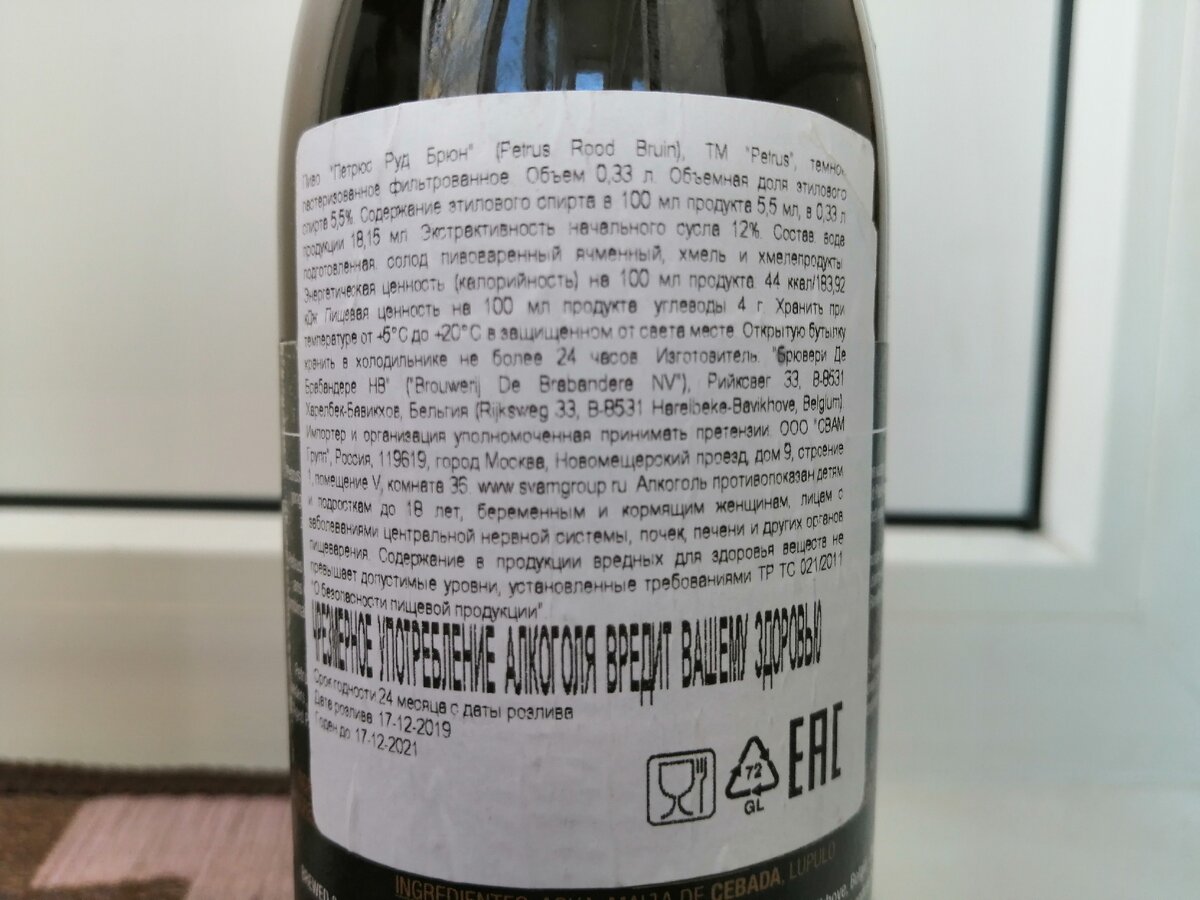 Пиво "Петрюс Руд Брюн" (Petrus Rood Bruin), ТМ "Petrus", темное
пастеризованное фильтрованное. Объем 0,33 л. Объемная доля этилового
спирта 5,5%. Содержание этилового спирта в 100 мл продукта 5,5 мл, в 0,33 л
продукции 18,15 мл. Экстрактивность начального сусла 12%. Состав: вода
подготовленная, солод пивоваренный ячменный, хмель и хмелепродукты.
Энергетическая ценность (калорийность) на 100 мл продукта: 44 ккал/183,92
кДж. Пищевая ценность на 100 мл продукта: углеводы 4 г. Хранить при
температуре от +5°С до +20°С в защищенном от света месте. Открытую бутылку
хранить в холодильнике не более 24 часов. Изготовитель: "Брювери Де
Брабандере НВ" ("Brouwerij De Brabandere NV"), Рийксвег 33, B-8531
Харелбек-Бавикхов, Бельгия (Rijksweg 33, B-8531 Harelbeke-Bavikhove, Belgium).
Импортер и организация уполномоченная принимать претензии: ООО "СВАМ
Групп", Россия, 119619, город Москва, Новомещерский проезд, дом 9, строение
1, помещение V, комната 36. www.svamgroup.ru. Алкоголь противопоказан детям
и подросткам до 18 лет, беременным и кормящим женщинам, лицам с
заболеваниями центральной нервной системы, почек, печени и других органов
пищеварения. Содержание в продукции вредных для здоровья веществ не
превышает допустимые уровни, установленные требованиями ТР ТС 021/2011
"О безопасности пищевой продукции".
ЧРЕЗМЕРНОЕ УПОТРЕБЛЕНИЕ АЛКОГОЛЯ ВРЕДИТ ВАШЕМУ ЗДОРОВЬЮ
Срок годности 24 месяца с даты розлива
Дата розлива: 17-12-2019
Годен до: 17-12-2021
72
GL
EAC
INGREDIENTES: AGUA, MALTA DE CEBADA, LUPULO
BREWED